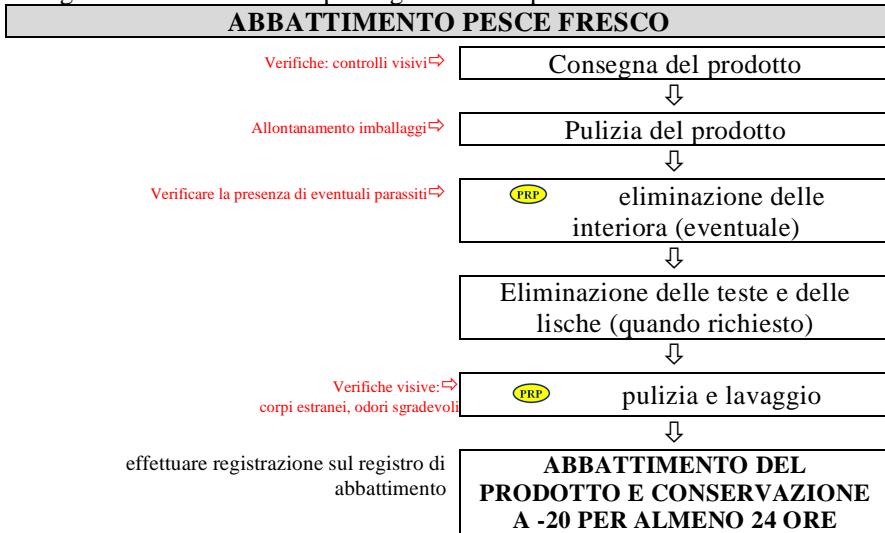 ABBATTIMENTO PESCE FRESCO
Verifiche: controlli visivi⇨
Consegna del prodotto
⇩
Allontanamento imballaggi⇨
Pulizia del prodotto
⇩
Verificare la presenza di eventuali parassiti⇨
PRP eliminazione delle
interiora (eventuale)
⇩
Eliminazione delle teste e delle
lische (quando richiesto)
⇩
Verifiche visive:⇨
corpi estranei, odori sgradevoli
PRP pulizia e lavaggio
⇩
effettuare registrazione sul registro di
abbattimento
ABBATTIMENTO DEL
PRODOTTO E CONSERVAZIONE
A -20 PER ALMENO 24 ORE